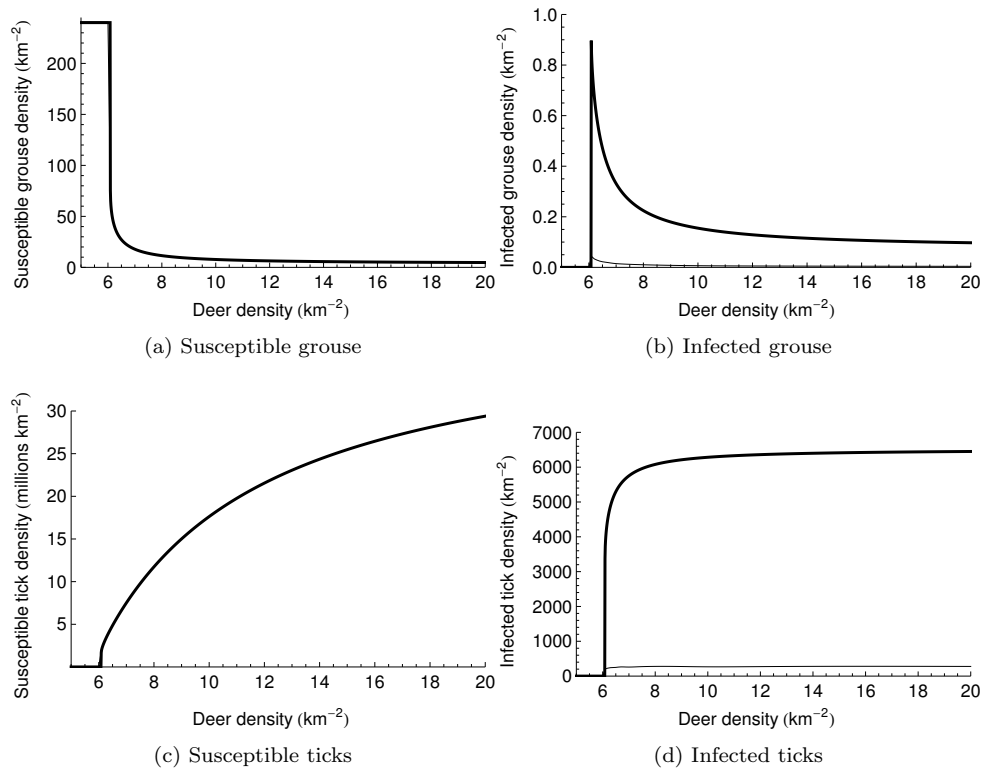 Susceptible grouse density (km⁻²)
200
150
100
50
0
6 8 10 12 14 16 18 20
Deer density (km⁻²)
(a) Susceptible grouse
Infected grouse density (km⁻²)
1.0
0.8
0.6
0.4
0.2
0.0
6 8 10 12 14 16 18 20
Deer density (km⁻²)
(b) Infected grouse
Susceptible tick density (millions km⁻²)
30
25
20
15
10
5
6 8 10 12 14 16 18 20
Deer density (km⁻²)
(c) Susceptible ticks
Infected tick density (km⁻²)
7000
6000
5000
4000
3000
2000
1000
0
6 8 10 12 14 16 18 20
Deer density (km⁻²)
(d) Infected ticks